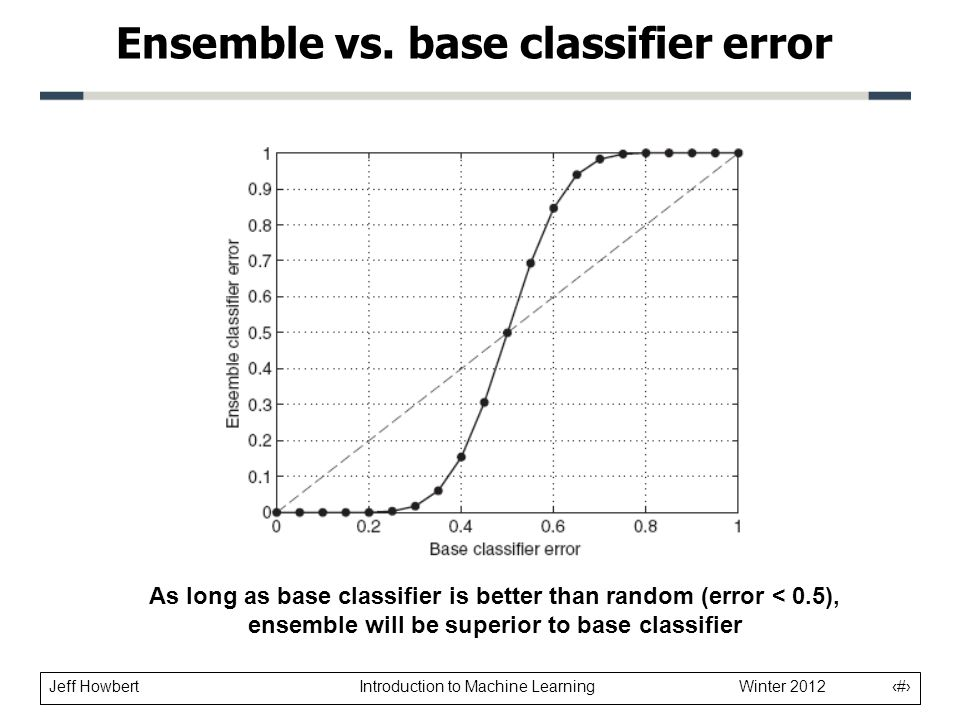 Ensemble vs. base classifier error
1
0.9
0.8
0.7
0.6
0.5
0.4
0.3
0.2
0.1
0
Ensemble classifier error
0 0.2 0.4 0.6 0.8 1
Base classifier error
As long as base classifier is better than random (error < 0.5),
ensemble will be superior to base classifier
Jeff Howbert Introduction to Machine Learning Winter 2012 ‹#›